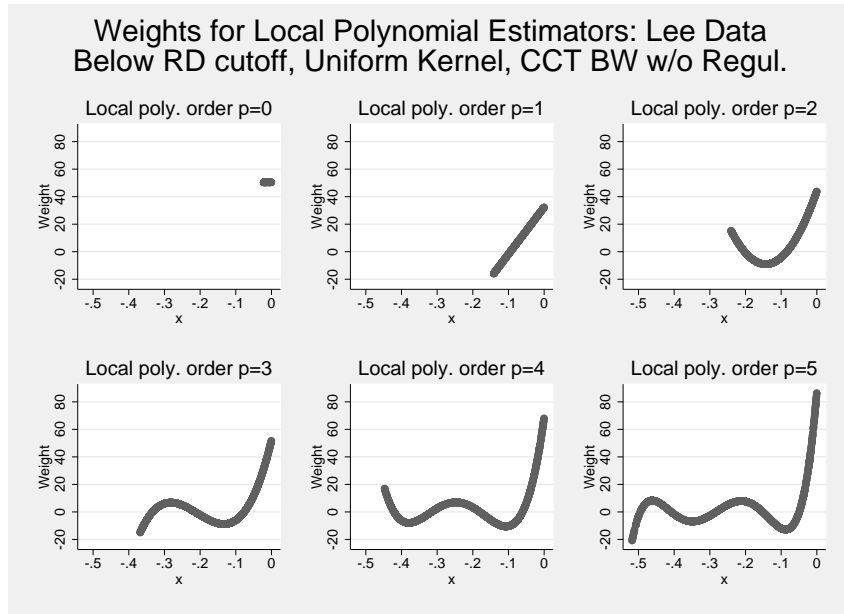 Weights for Local Polynomial Estimators: Lee Data
Below RD cutoff, Uniform Kernel, CCT BW w/o Regul.
Local poly. order p=0
Weight
80
60
40
20
0
-20
-.5 -.4 -.3 -.2 -.1 0
x
Local poly. order p=1
Weight
80
60
40
20
0
-20
-.5 -.4 -.3 -.2 -.1 0
x
Local poly. order p=2
Weight
80
60
40
20
0
-20
-.5 -.4 -.3 -.2 -.1 0
x
Local poly. order p=3
Weight
80
60
40
20
0
-20
-.5 -.4 -.3 -.2 -.1 0
x
Local poly. order p=4
Weight
80
60
40
20
0
-20
-.5 -.4 -.3 -.2 -.1 0
x
Local poly. order p=5
Weight
80
60
40
20
0
-20
-.5 -.4 -.3 -.2 -.1 0
x